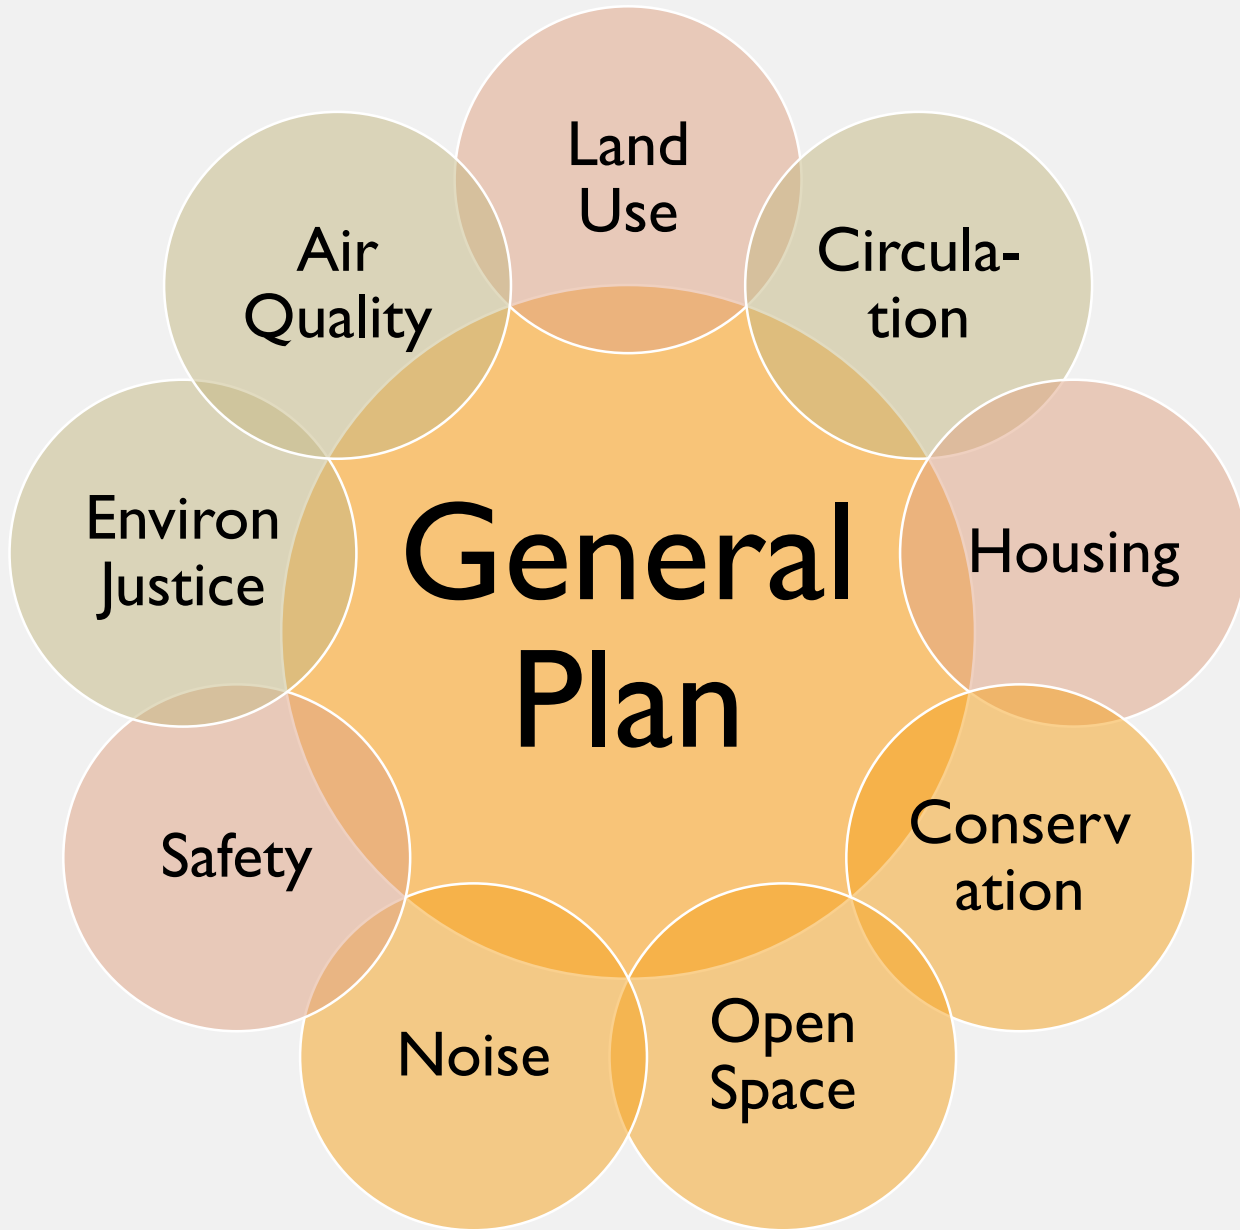 Land
Use
Circula-
tion
Housing
Conserv
ation
Open
Space
Noise
Safety
Environ
Justice
Air
Quality
General
Plan